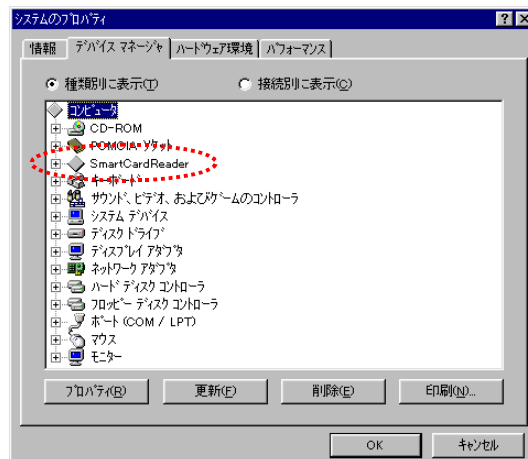 システムのプロパティ
情報 デバイス マネージャ ハードウェア環境 パフォーマンス
種類別に表示(T) 接続別に表示(C)
コンピュータ
CD-ROM
PCMCIA ソケット
SmartCardReader
キーボード
サウンド、ビデオ、およびゲームのコントローラ
システム デバイス
ディスク ドライブ
ディスプレイ アダプタ
ネットワーク アダプタ
ハード ディスク コントローラ
フロッピー ディスク コントローラ
ポート (COM / LPT)
マウス
モニター
プロパティ(R) 更新(F) 削除(E) 印刷(N)...
OK キャンセル